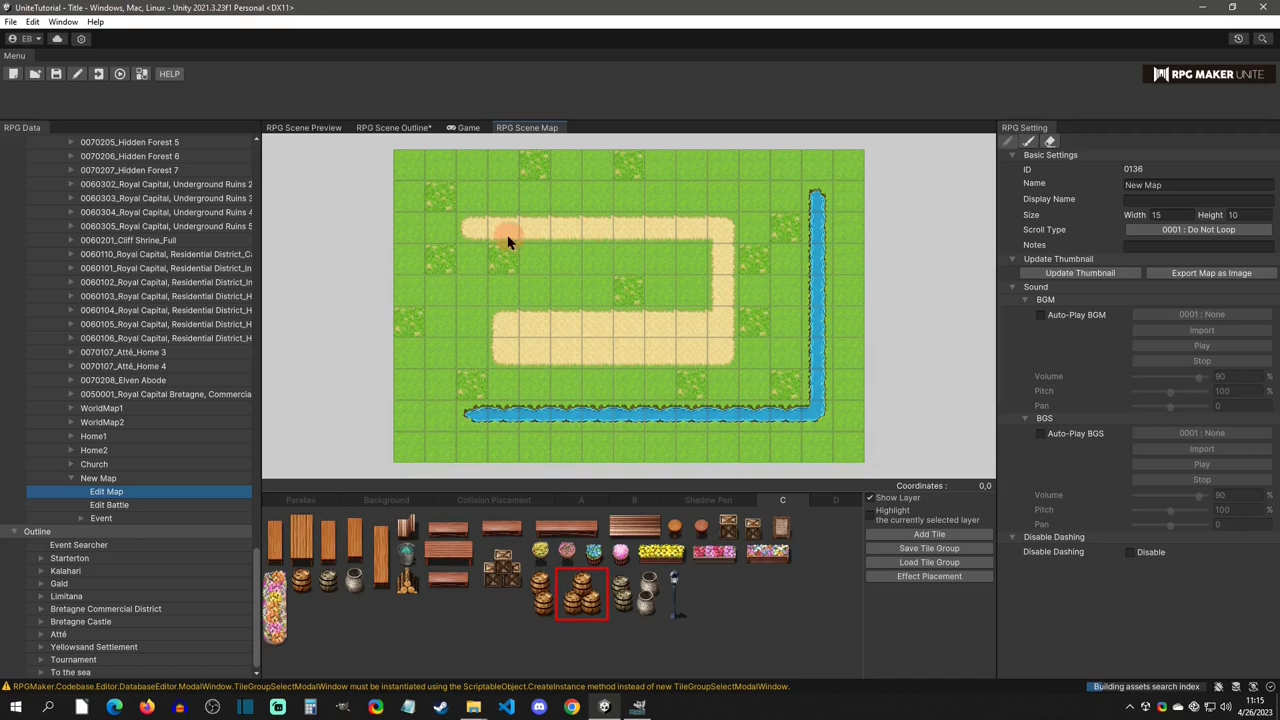 UniteTutorial - Title - Windows, Mac, Linux - Unity 2021.3.23f1 Personal <DX11>
File Edit Window Help
EB
Menu
HELP
RPG MAKER UNITE
RPG Data
RPG Scene Preview RPG Scene Outline* Game RPG Scene Map
RPG Setting
0070205_Hidden Forest 5
0070206_Hidden Forest 6
0070207_Hidden Forest 7
0060302_Royal Capital, Underground Ruins 2
0060303_Royal Capital, Underground Ruins 3
0060304_Royal Capital, Underground Ruins 4
0060305_Royal Capital, Underground Ruins 5
0060201_Cliff Shrine_Full
0060110_Royal Capital, Residential District_C
0060101_Royal Capital, Residential District_In
0060102_Royal Capital, Residential District_In
0060103_Royal Capital, Residential District_H
0060104_Royal Capital, Residential District_H
0060105_Royal Capital, Residential District_H
0060106_Royal Capital, Residential District_H
0070107_Atté_Home 3
0070107_Atté_Home 4
0070208_Elven Abode
0050001_Royal Capital Bretagne, Commercia
WorldMap1
WorldMap2
Home1
Home2
Church
New Map
Edit Map
Edit Battle
Event
Outline
Event Searcher
Starterton
Kalahari
Gald
Limitana
Bretagne Commercial District
Bretagne Castle
Atté
Yellowsand Settlement
Tournament
To the sea
Coordinates : 0,0
Parallax Background Collision Placement A B Shadow Pen C D
Show Layer
Highlight
the currently selected layer
Add Tile
Save Tile Group
Load Tile Group
Effect Placement
Basic Settings
ID 0136
Name New Map
Display Name
Size Width 15 Height 10
Scroll Type 0001 : Do Not Loop
Notes
Update Thumbnail
Update Thumbnail Export Map as Image
Sound
BGM
Auto-Play BGM 0001 : None
Import
Play
Stop
Volume 90 %
Pitch 100 %
Pan 0
BGS
Auto-Play BGS 0001 : None
Import
Play
Stop
Volume 90 %
Pitch 100 %
Pan 0
Disable Dashing
Disable Dashing Disable
RPGMaker.Codebase.Editor.DatabaseEditor.ModalWindow.TileGroupSelectModalWindow must be instantiated using the ScriptableObject.CreateInstance method instead of new TileGroupSelectModalWindow.
Building assets search index
11:15
4/26/2023